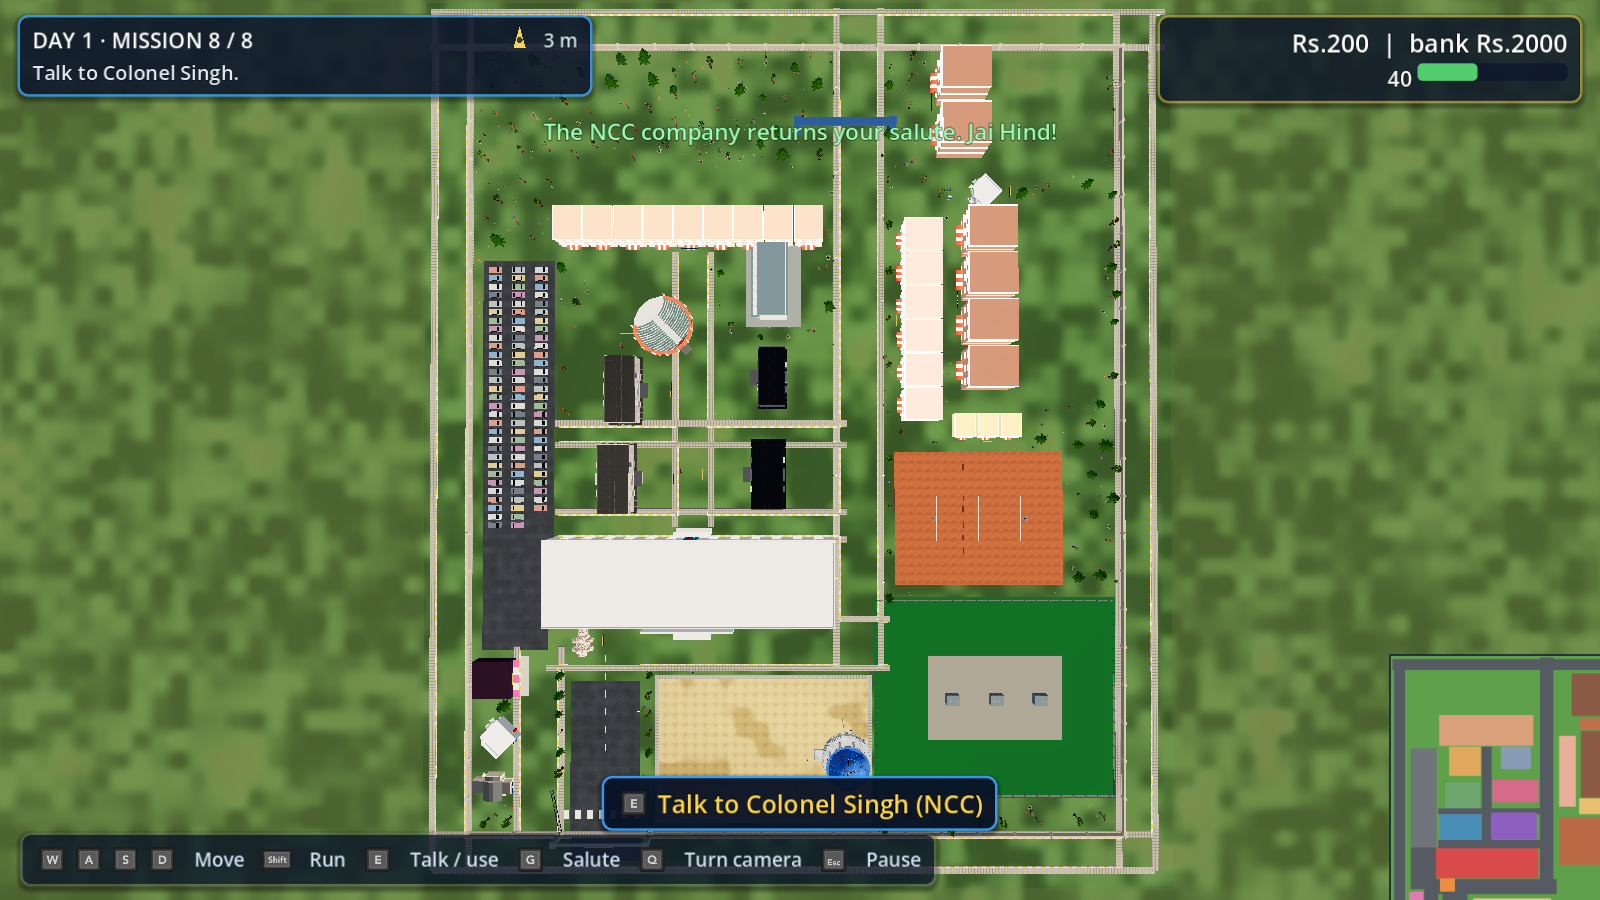 DAY 1 · MISSION 8 / 8
3 m
Talk to Colonel Singh.
Rs.200 | bank Rs.2000
40
The NCC company returns your salute. Jai Hind!
E Talk to Colonel Singh (NCC)
W A S D Move Shift Run E Talk / use G Salute Q Turn camera Esc Pause